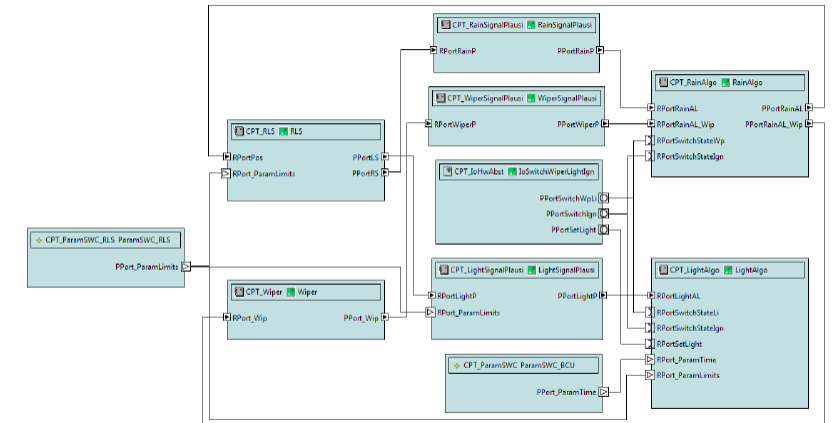 CPT_RainSignalPlausi RainSignalPlausi
RPortRainP PPortRainP
CPT_RainAlgo RainAlgo
RPortRainAL PPortRainAL
RPortRainAL_Wip PPortRainAL_Wip
RPortSwitchStateWp
RPortSwitchStateIgn
CPT_WiperSignalPlausi WiperSignalPlausi
RPortWiperP PPortWiperP
CPT_RLS RLS
RPortPos PPortLS
RPort_ParamLimits PPortRS
CPT_IoHwAbst IoSwitchWiperLightIgn
PPortSwitchWpLi
PPortSwitchIgn
PPortSetLight
CPT_ParamSWC_RLS ParamSWC_RLS
PPort_ParamLimits
CPT_LightSignalPlausi LightSignalPlausi
RPortLightP PPortLightP
RPort_ParamLimits
CPT_LightAlgo LightAlgo
RPortLightAL
RPortSwitchStateLi
RPortSwitchStateIgn
RPortSetLight
RPort_ParamTime
RPort_ParamLimits
CPT_Wiper Wiper
RPort_Wip PPort_Wip
CPT_ParamSWC ParamSWC_BCU
PPort_ParamTime